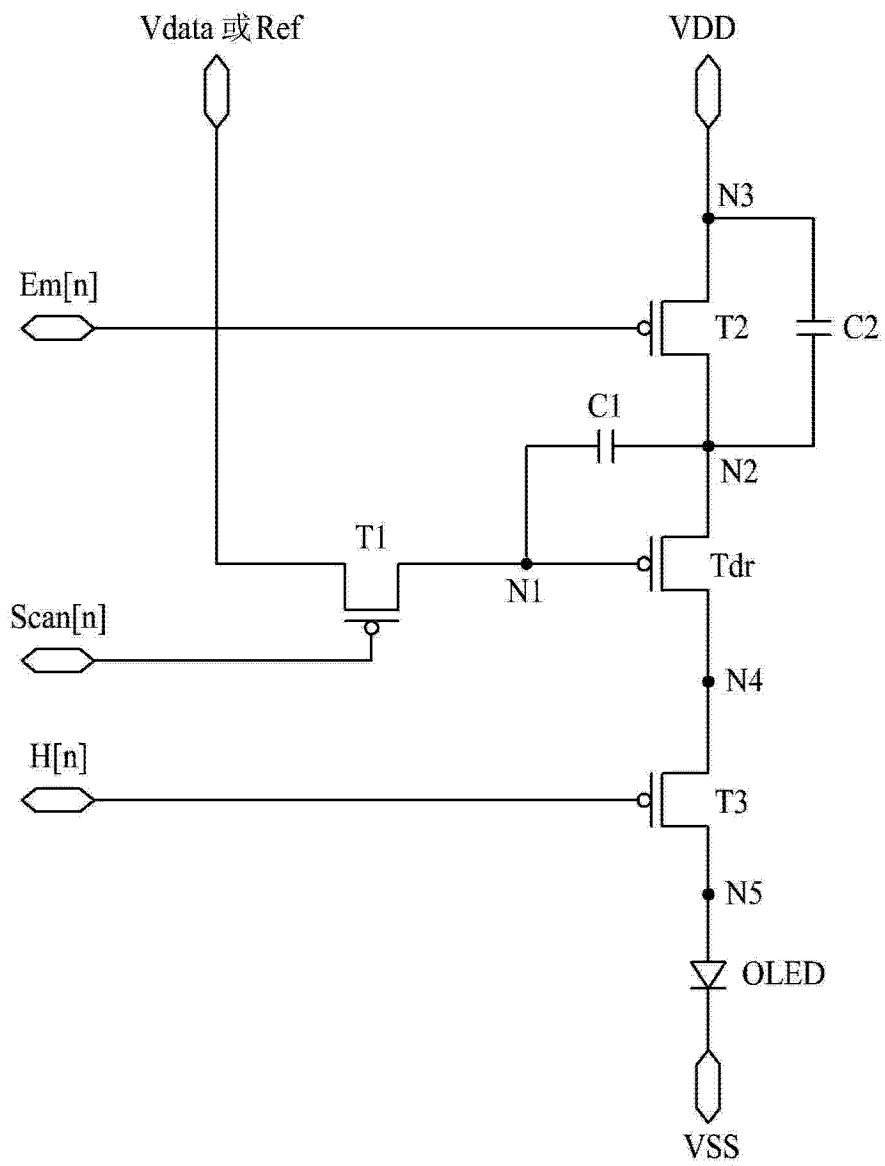 Vdata 或 Ref
VDD
N3
Em[n]
T2
C2
C1
N2
T1
N1
Tdr
Scan[n]
N4
H[n]
T3
N5
OLED
VSS